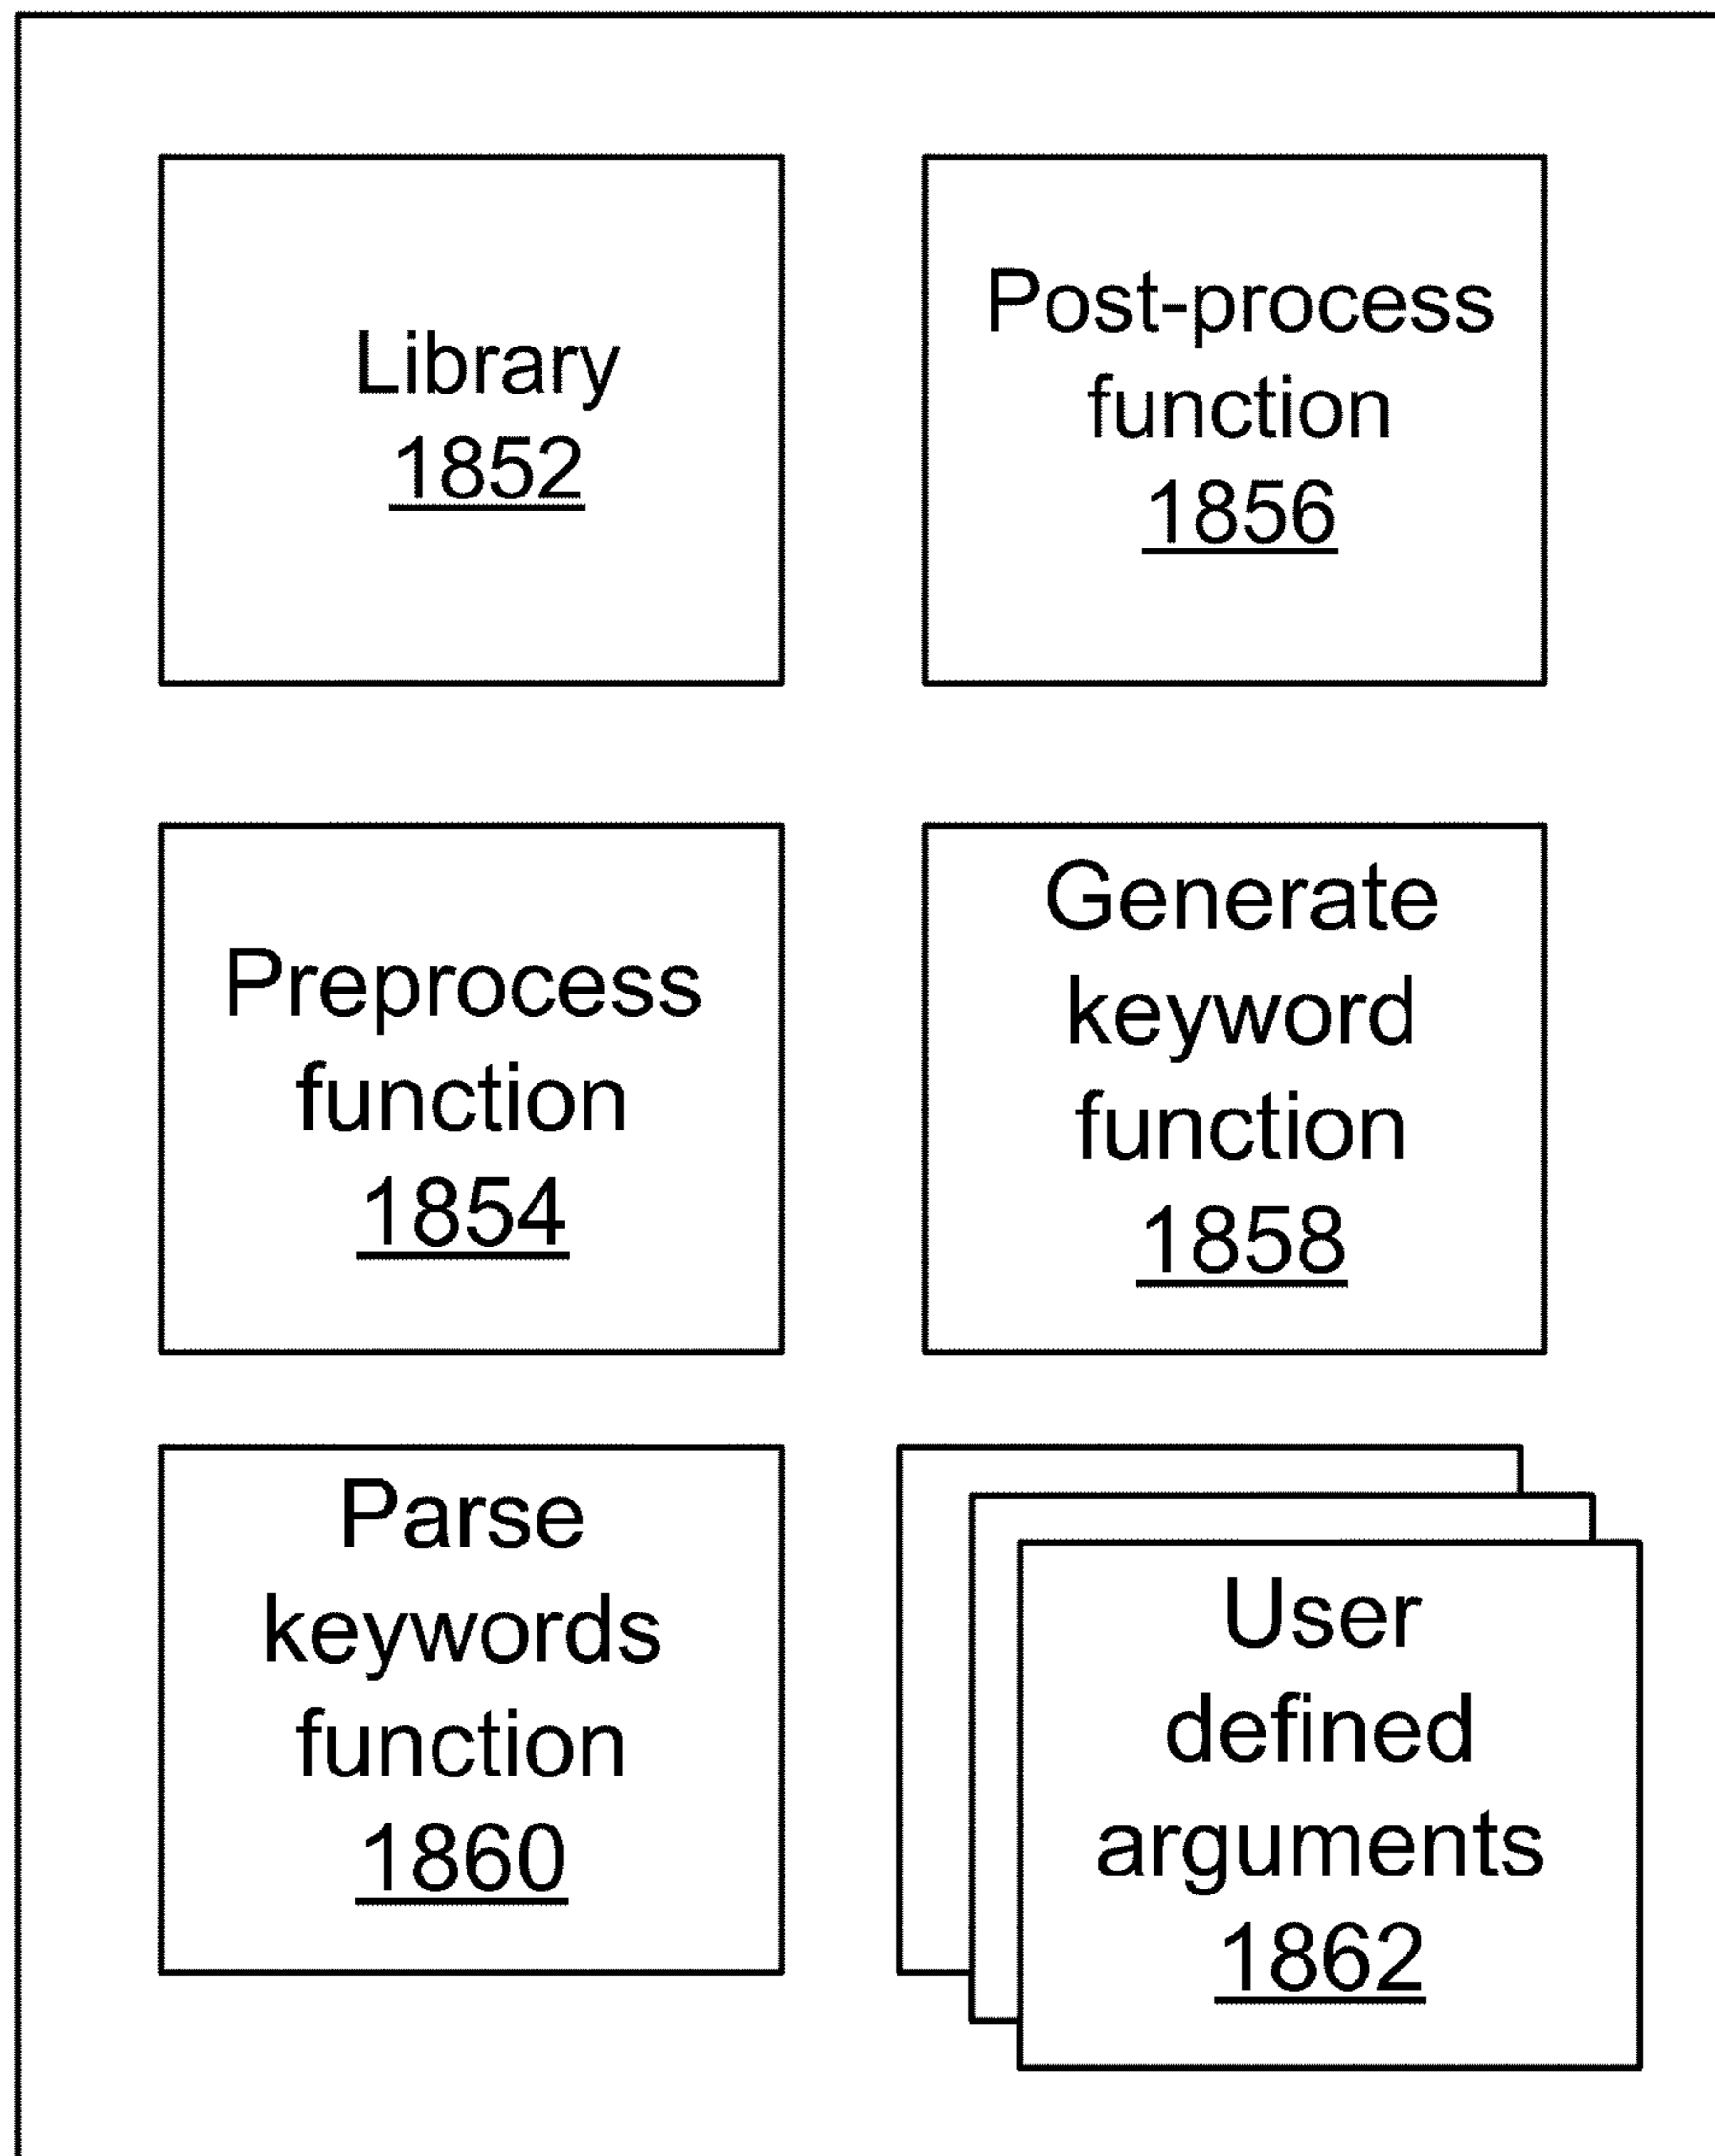 Library
1852
Post-process
function
1856
Preprocess
function
1854
Generate
keyword
function
1858
Parse
keywords
function
1860
User
defined
arguments
1862